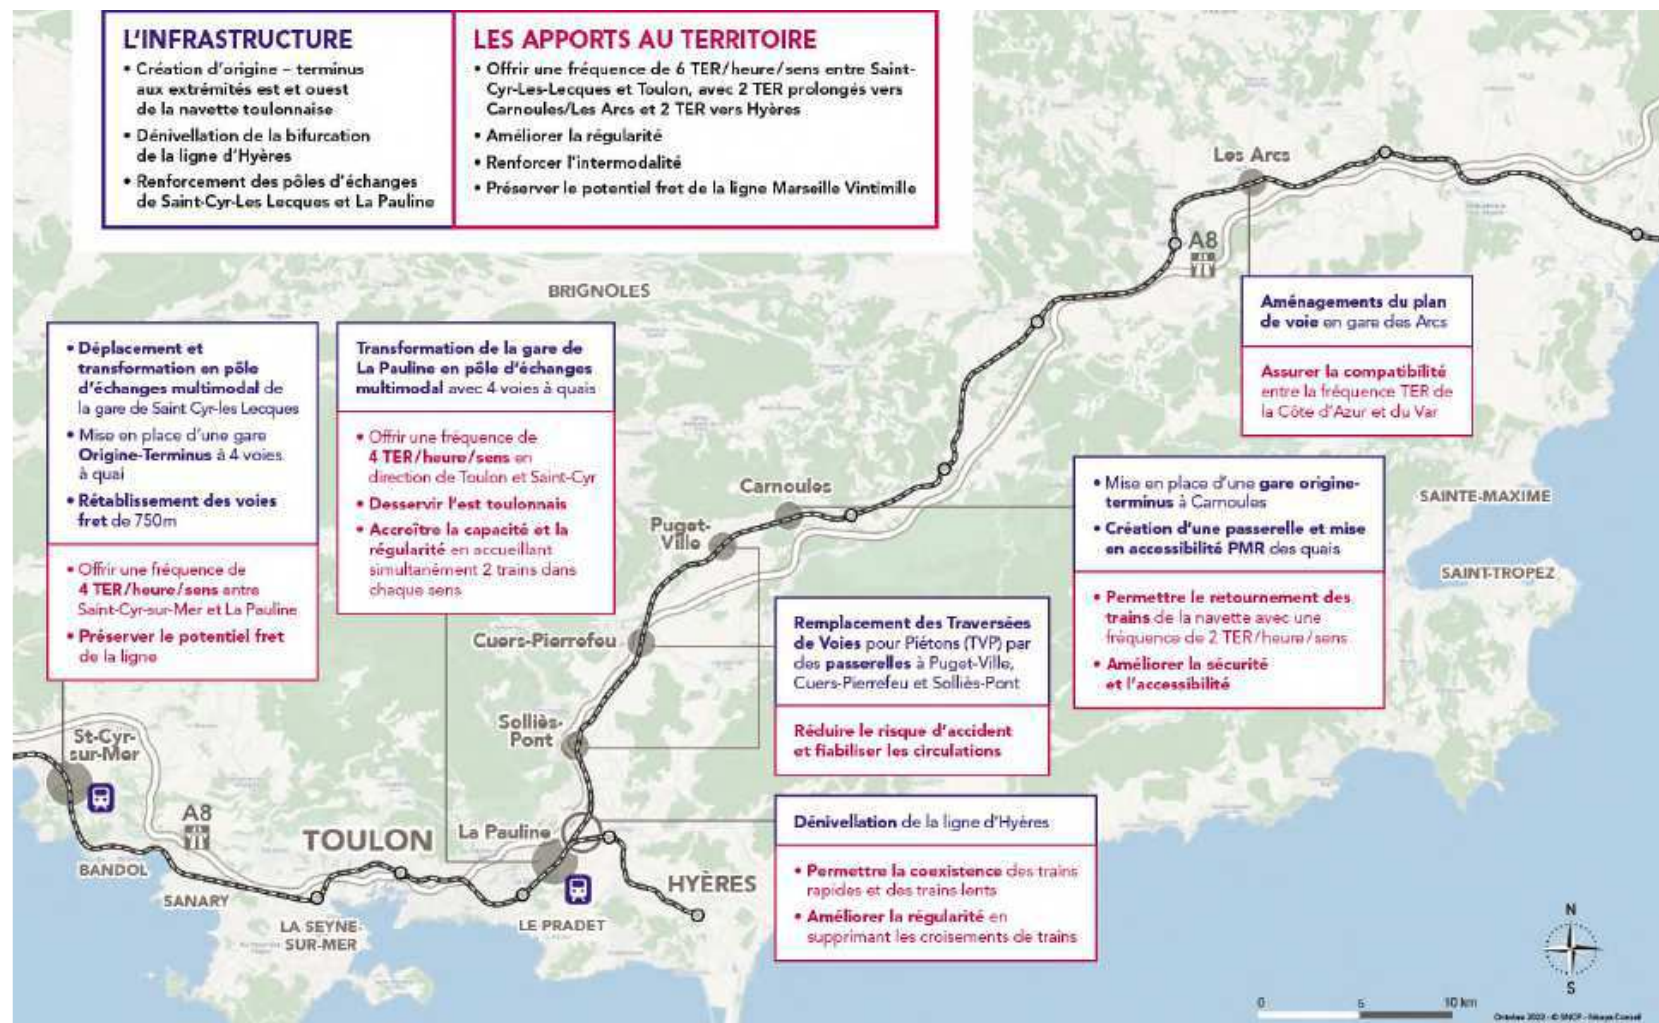 L'INFRASTRUCTURE
• Création d'origine – terminus
aux extrémités est et ouest
de la navette toulonnaise
• Dénivellation de la bifurcation
de la ligne d'Hyères
• Renforcement des pôles d'échanges
de Saint-Cyr-Les Lecques et La Pauline
LES APPORTS AU TERRITOIRE
• Offrir une fréquence de 6 TER/heure/sens entre Saint-
Cyr-Les-Lecques et Toulon, avec 2 TER prolongés vers
Carnoules/Les Arcs et 2 TER vers Hyères
• Améliorer la régularité
• Renforcer l'intermodalité
• Préserver le potentiel fret de la ligne Marseille Vintimille
Les Arcs
A8
BRIGNOLES
Aménagements du plan
de voie en gare des Arcs
Assurer la compatibilité
entre la fréquence TER de
la Côte d'Azur et du Var
• Déplacement et
transformation en pôle
d'échanges multimodal de
la gare de Saint Cyr-les Lecques
• Mise en place d'une gare
Origine-Terminus à 4 voies
à quai
• Rétablissement des voies
fret de 750m
• Offrir une fréquence de
4 TER/heure/sens entre
Saint-Cyr-sur-Mer et La Pauline
• Préserver le potentiel fret
de la ligne
Transformation de la gare de
La Pauline en pôle d'échanges
multimodal avec 4 voies à quais
• Offrir une fréquence de
4 TER/heure/sens en
direction de Toulon et Saint-Cyr
• Desservir l'est toulonnais
• Accroître la capacité et la
régularité en accueillant
simultanément 2 trains dans
chaque sens
Carnoules
Puget-
Ville
• Mise en place d'une gare origine-
terminus à Carnoules
• Création d'une passerelle et mise
en accessibilité PMR des quais
• Permettre le retournement des
trains de la navette avec une
fréquence de 2 TER/heure/sens
• Améliorer la sécurité
et l'accessibilité
SAINTE-MAXIME
SAINT-TROPEZ
Cuers-Pierrefeu
Remplacement des Traversées
de Voies pour Piétons (TVP) par
des passerelles à Puget-Ville,
Cuers-Pierrefeu et Solliès-Pont
Réduire le risque d'accident
et fiabiliser les circulations
Solliès-
Pont
St-Cyr-
sur-Mer
A8
TOULON
La Pauline
Dénivellation de la ligne d'Hyères
• Permettre la coexistence des trains
rapides et des trains lents
• Améliorer la régularité en
supprimant les croisements de trains
BANDOL
SANARY
HYÈRES
LA SEYNE-
SUR-MER
LE PRADET
N
S
0 5 10 km
Octobre 2022 - © SNCF -